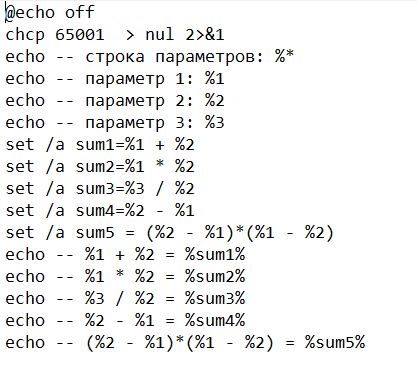 @echo off
chcp 65001  > nul 2>&1
echo -- строка параметров: %*
echo -- параметр 1: %1
echo -- параметр 2: %2
echo -- параметр 3: %3
set /a sum1=%1 + %2
set /a sum2=%1 * %2
set /a sum3=%3 / %2
set /a sum4=%2 - %1
set /a sum5 = (%2 - %1)*(%1 - %2)
echo -- %1 + %2 = %sum1%
echo -- %1 * %2 = %sum2%
echo -- %3 / %2 = %sum3%
echo -- %2 - %1 = %sum4%
echo -- (%2 - %1)*(%1 - %2) = %sum5%